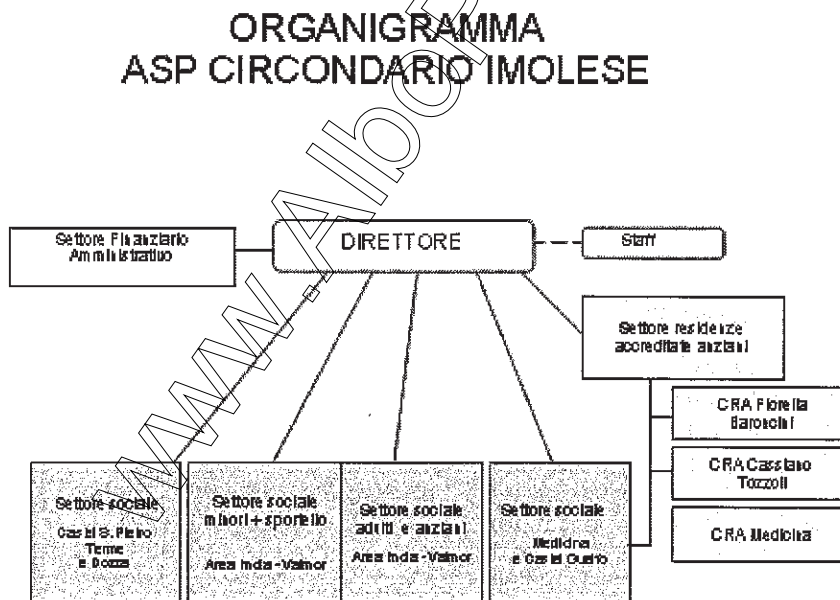 ORGANIGRAMMA
ASP CIRCONDARIO IMOLESE
Settore Finanziario
Amministrativo
DIRETTORE
Staff
Settore residenze
accreditate anziani
CRA Fiorella
Baroncini
CRA Cassiano
Tozzoli
CRA Medicina
Settore sociale
Castel S. Pietro
Terme
e Dozza
Settore sociale
minori + sportello
Area Imola - Valmor
Settore sociale
adulti e anziani
Area Imola - Valmor
Settore sociale
Medicina
e Castel Guelfo
www.Albo